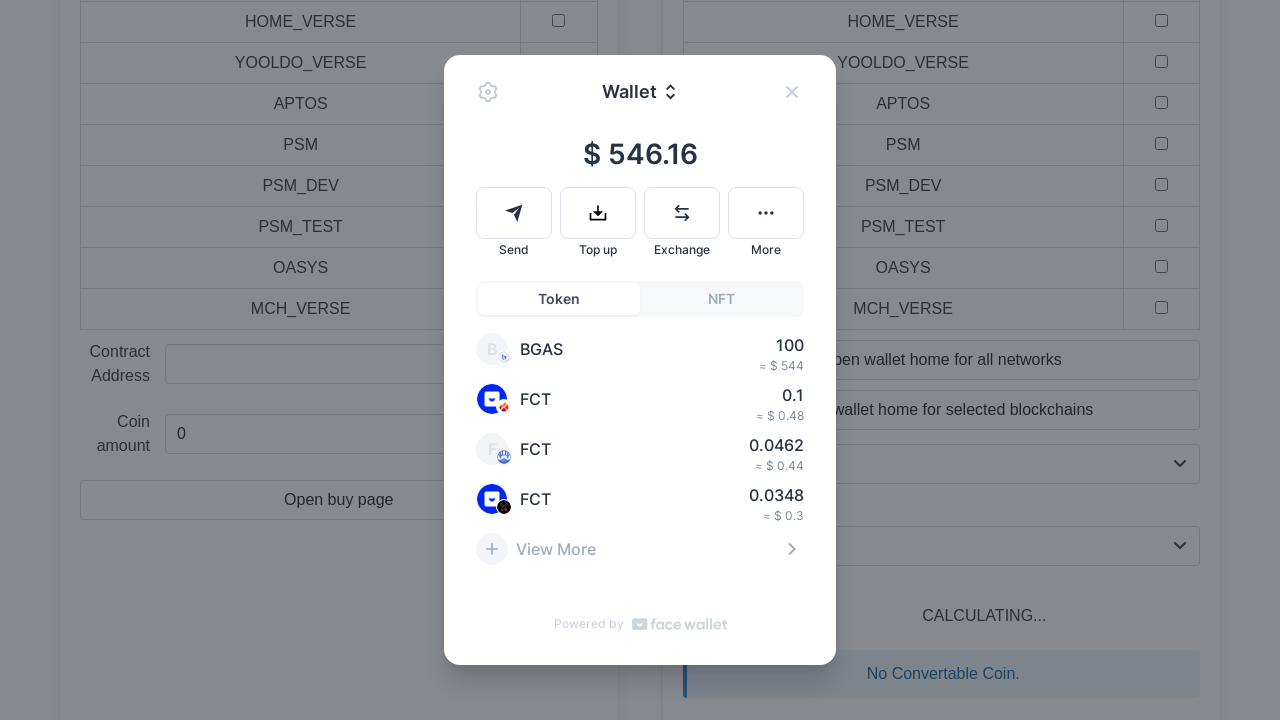 HOME_VERSE
YOOLDO_VERSE
APTOS
PSM
PSM_DEV
PSM_TEST
OASYS
MCH_VERSE
Contract
Address
Coin
amount
0
Open buy page
Wallet
$ 546.16
Send
Top up
Exchange
More
Token
NFT
B
BGAS
100
≈ $ 544
FCT
0.1
≈ $ 0.48
F
FCT
0.0462
≈ $ 0.44
FCT
0.0348
≈ $ 0.3
View More
Powered by face wallet
HOME_VERSE
YOOLDO_VERSE
APTOS
PSM
PSM_DEV
PSM_TEST
OASYS
MCH_VERSE
pen wallet home for all networks
wallet home for selected blockchains
CALCULATING...
No Convertable Coin.